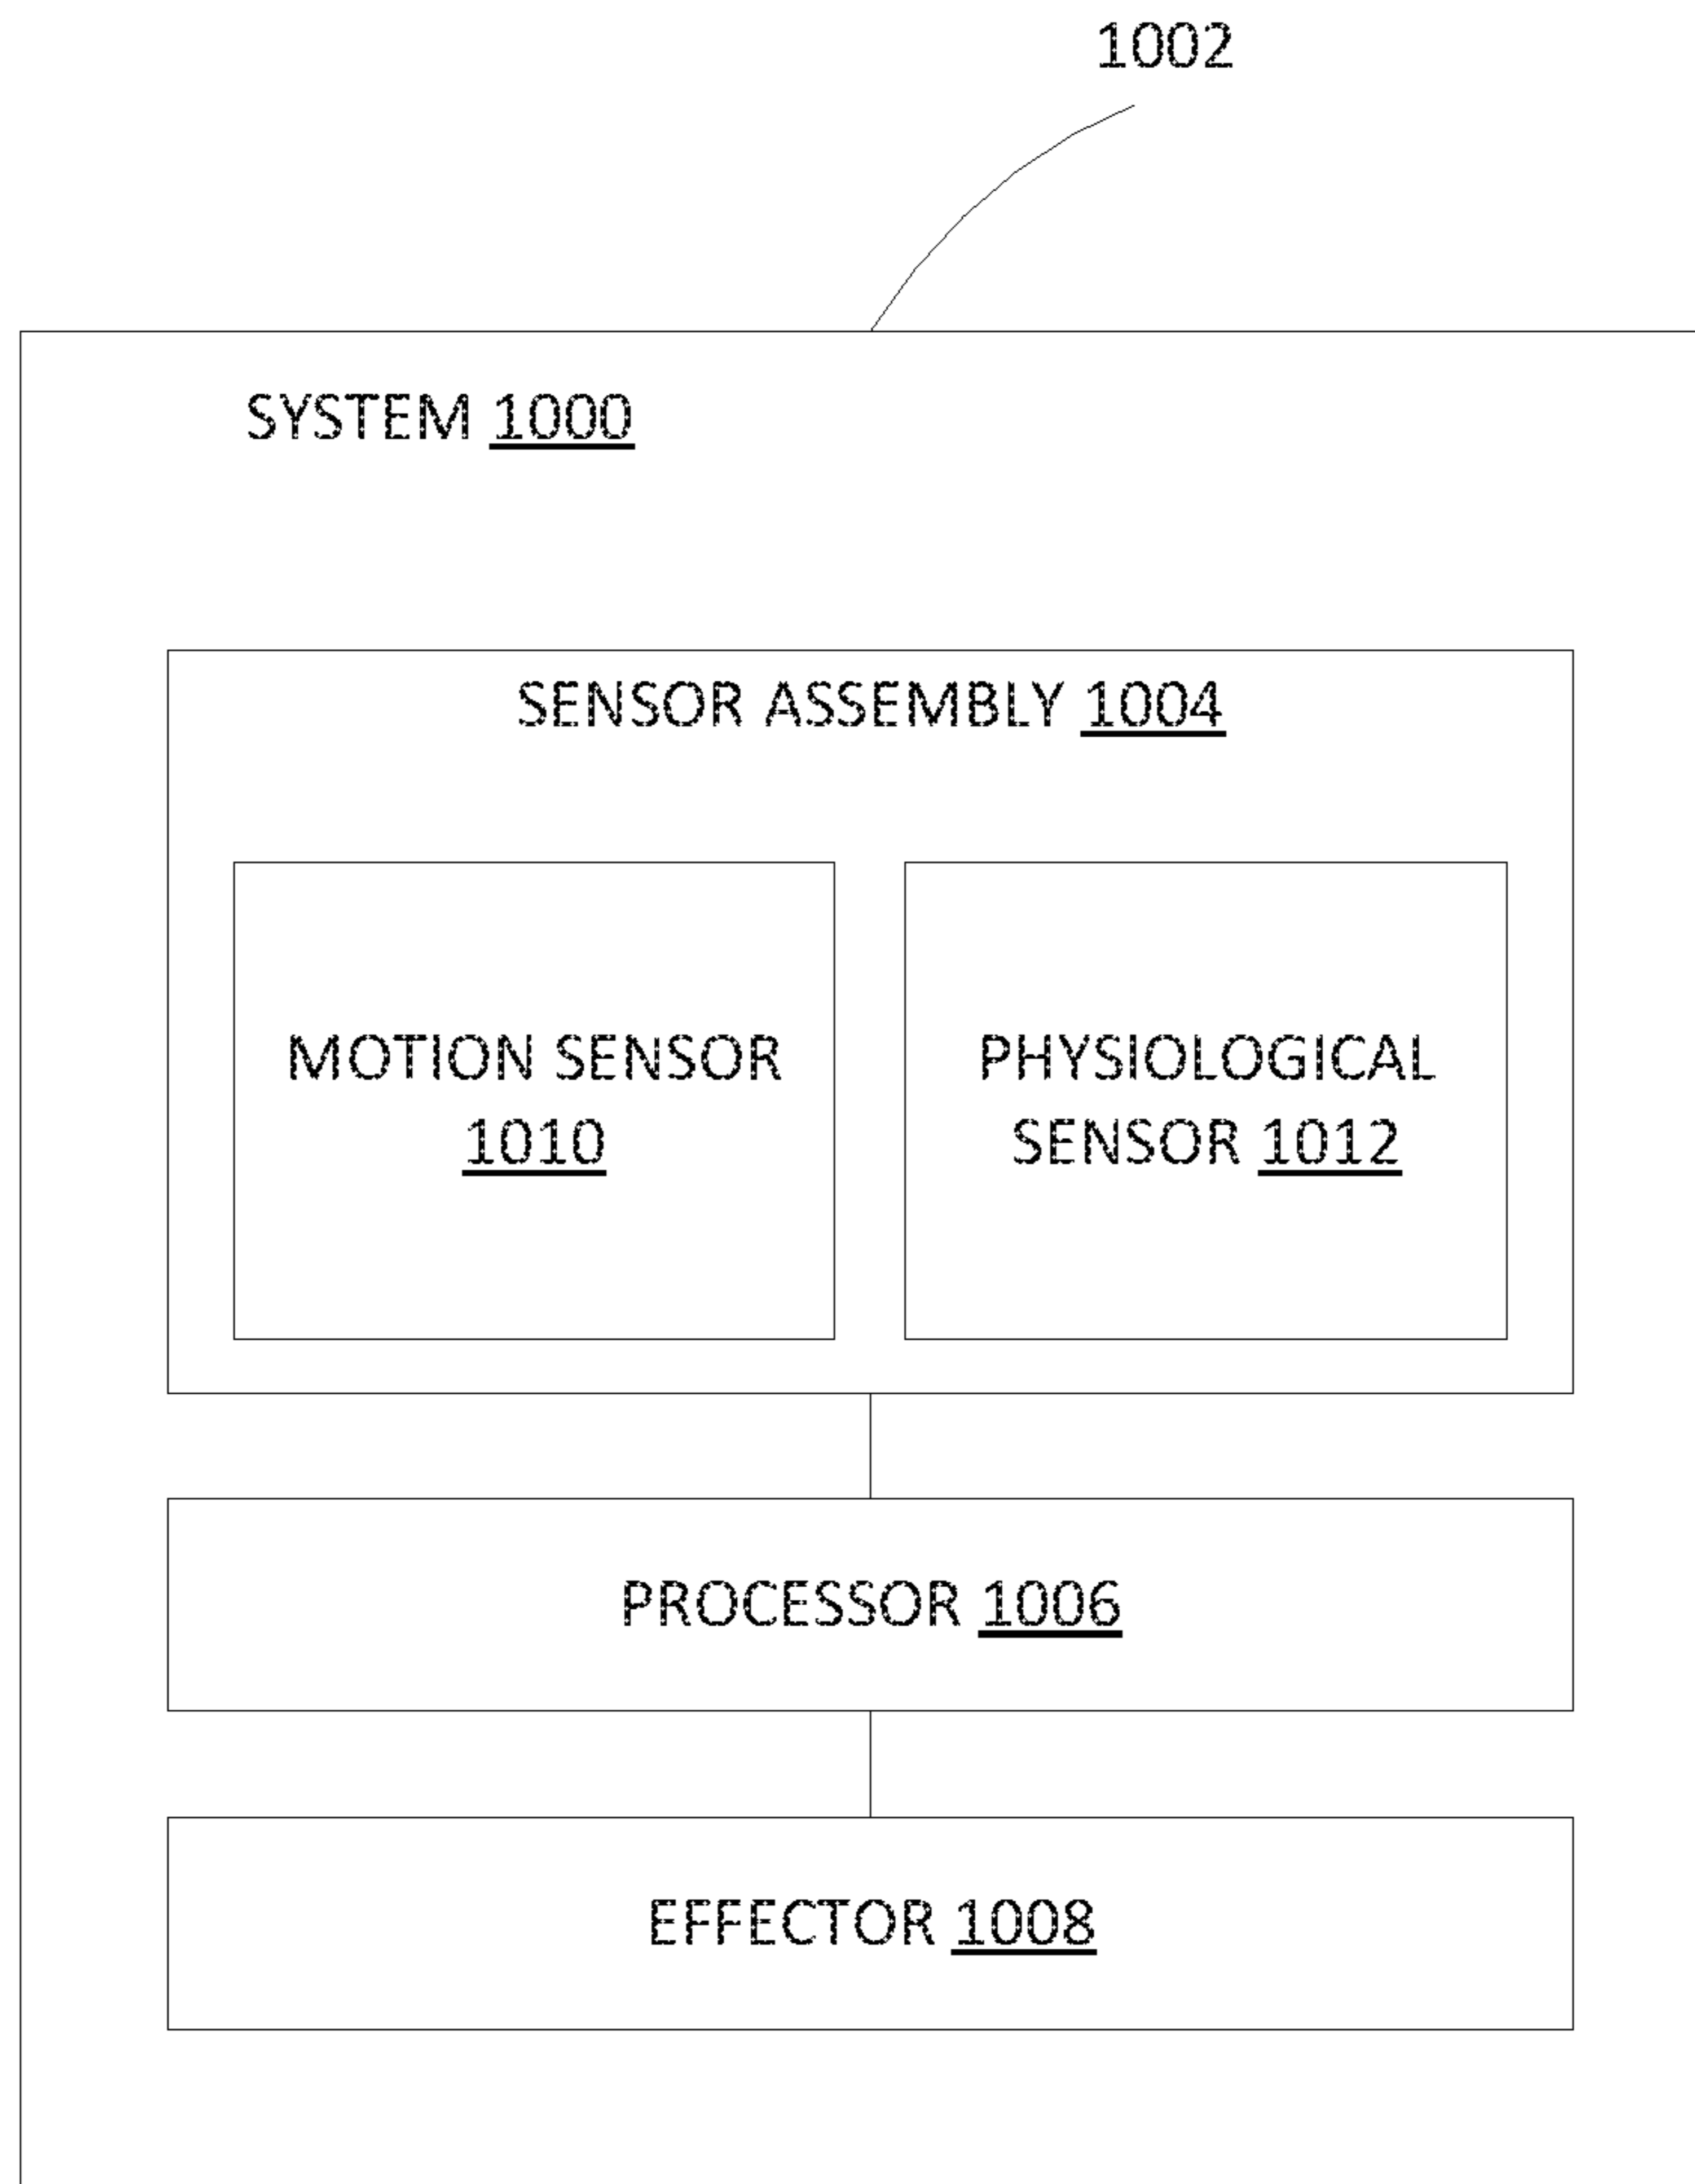 1002
SYSTEM 1000
SENSOR ASSEMBLY 1004
MOTION SENSOR
1010
PHYSIOLOGICAL
SENSOR 1012
PROCESSOR 1006
EFFECTOR 1008